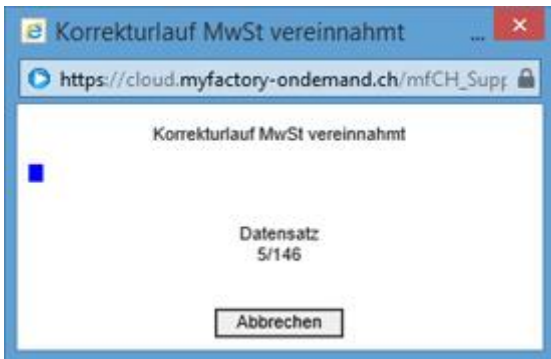 Korrekturlauf MwSt vereinnahmt ...
https://cloud.myfactory-ondemand.ch/mfCH_Supp
Korrekturlauf MwSt vereinnahmt
Datensatz
5/146
Abbrechen